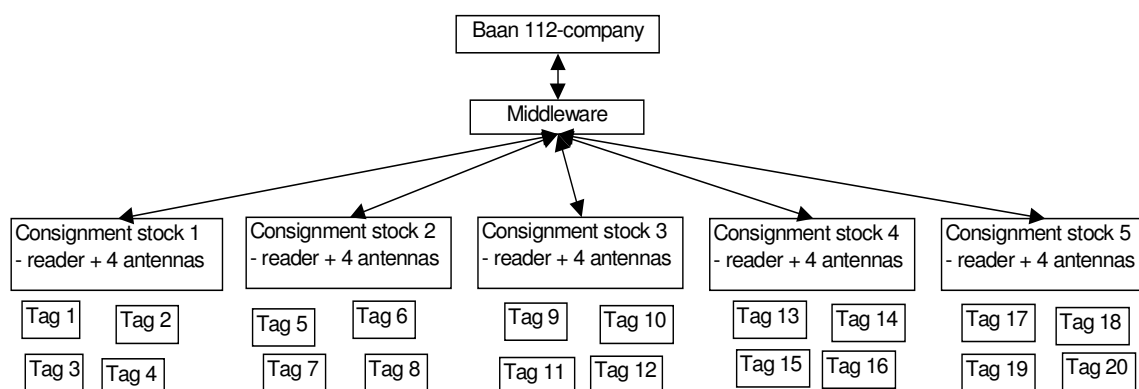 Baan 112-company
Middleware
Consignment stock 1
- reader + 4 antennas
Consignment stock 2
- reader + 4 antennas
Consignment stock 3
- reader + 4 antennas
Consignment stock 4
- reader + 4 antennas
Consignment stock 5
- reader + 4 antennas
Tag 1
Tag 2
Tag 3
Tag 4
Tag 5
Tag 6
Tag 7
Tag 8
Tag 9
Tag 10
Tag 11
Tag 12
Tag 13
Tag 14
Tag 15
Tag 16
Tag 17
Tag 18
Tag 19
Tag 20